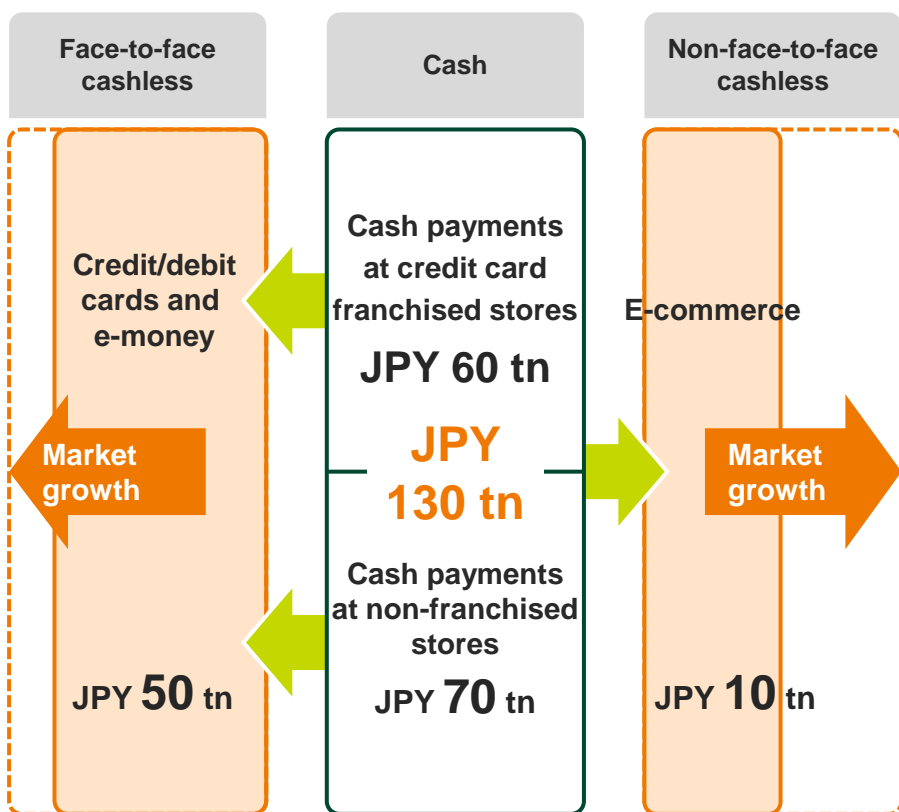 Face-to-face
cashless
Cash
Non-face-to-face
cashless
Credit/debit
cards and
e-money
Market
growth
JPY 50 tn
Cash payments
at credit card
franchised stores
JPY 60 tn
JPY
130 tn
Cash payments
at non-franchised
stores
JPY 70 tn
E-commerce
Market
growth
JPY 10 tn